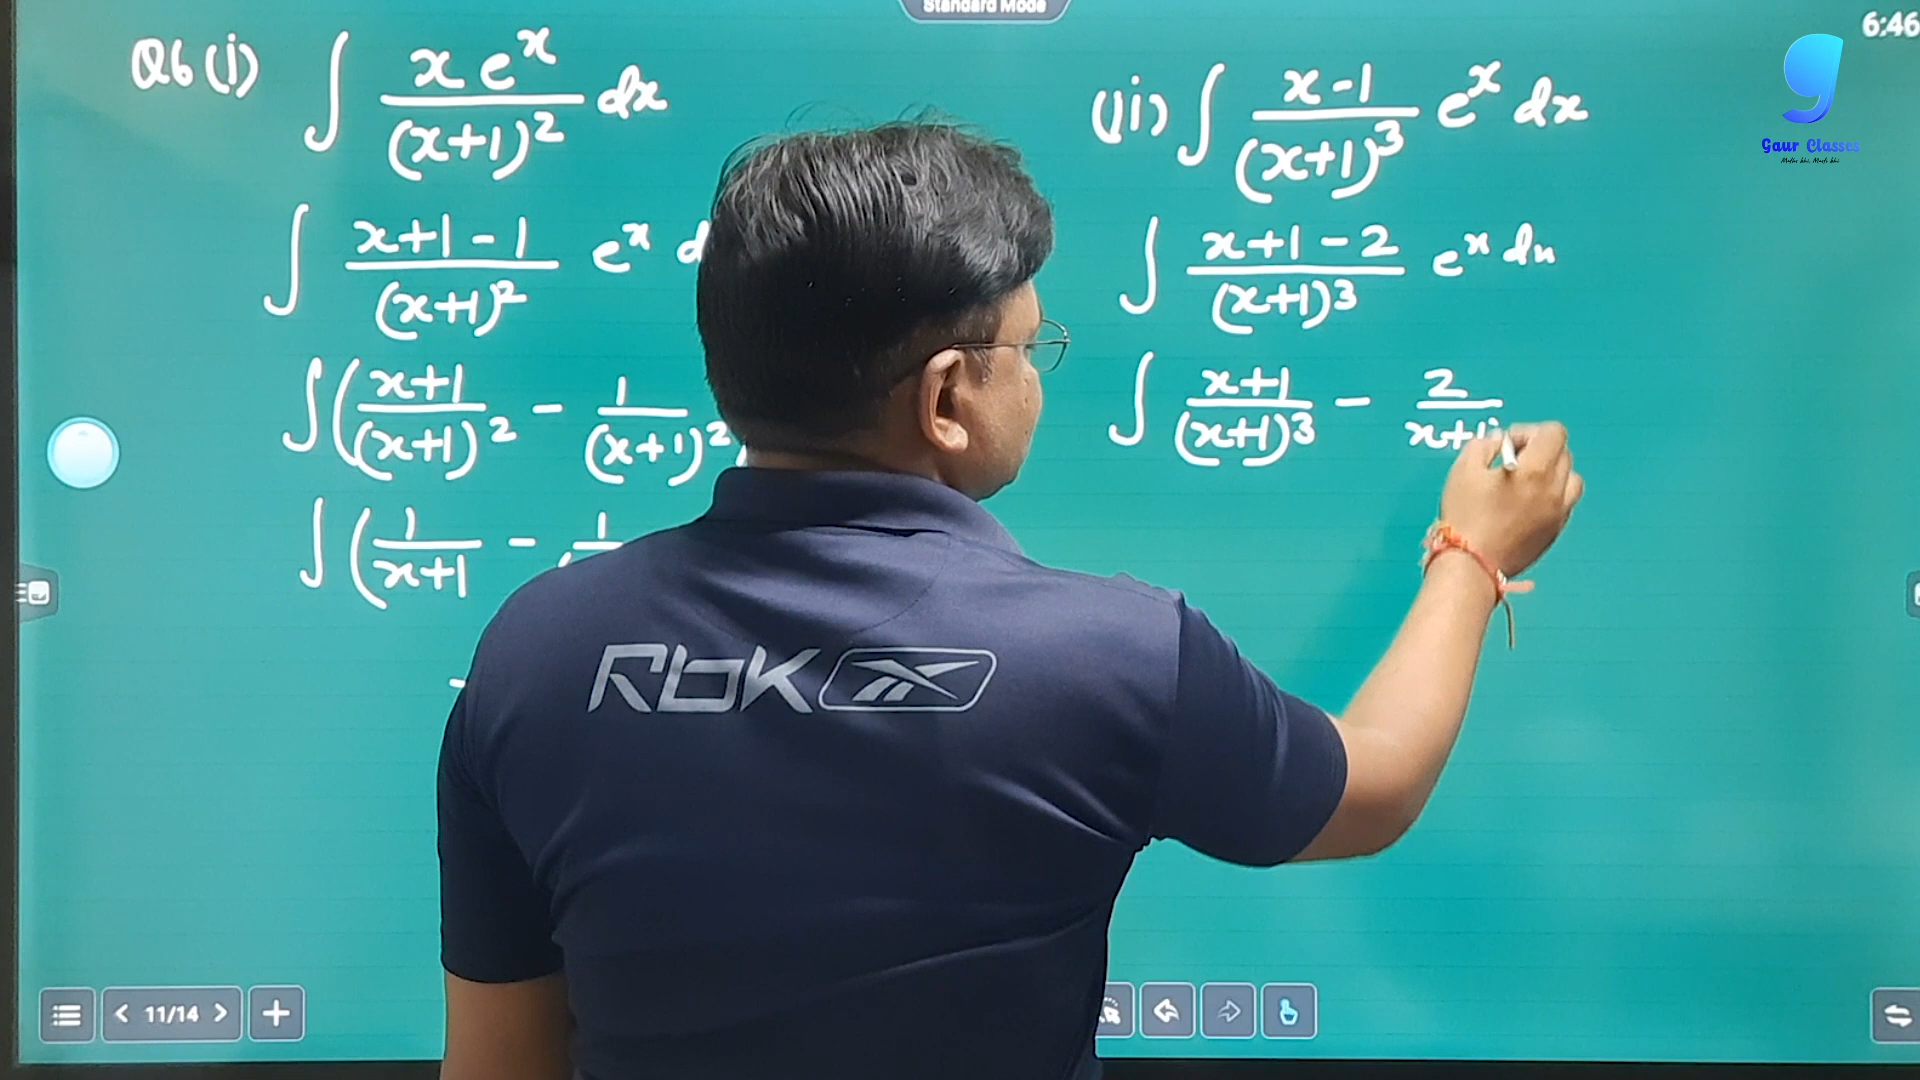 Standard Mode
6:46
Gaur Classes
Q6 (i) ∫ x e^x / (x+1)^2 dx
∫ x+1-1 / (x+1)^2 e^x d
∫ ( x+1 / (x+1)^2 - 1 / (x+1)^2
∫ ( 1 / x+1 - 1
(ii) ∫ x-1 / (x+1)^3 e^x dx
∫ x+1-2 / (x+1)^3 e^x dx
∫ x+1 / (x+1)^3 - 2 / x+1
RbK
11/14